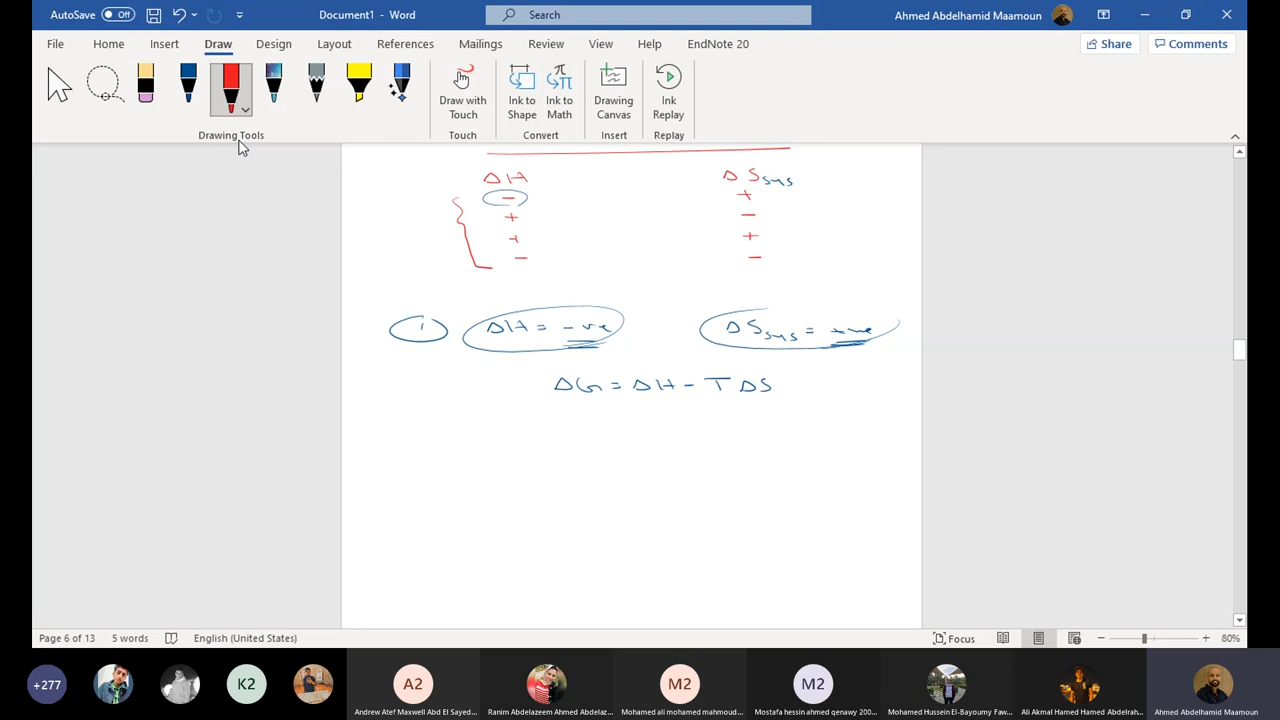 AutoSave Off Document1 - Word Search Ahmed Abdelhamid Maamoun
File Home Insert Draw Design Layout References Mailings Review View Help EndNote 20 Share Comments
Draw with Touch Ink to Shape Ink to Math Drawing Canvas Ink Replay
Drawing Tools Touch Convert Insert Replay
ΔH ΔSsys
- +
+ -
+ +
- -
1 ΔH = -ve ΔSsys = +ve
ΔG = ΔH - TΔS
Page 6 of 13 5 words English (United States) Focus 80%
+277 K2 A2 M2 M2
Andrew Atef Maxwell Abd El Sayed... Ranim Abdelazeem Ahmed Abdelaz... Mohamed ali mohamed mahmoud... Mostafa hessin ahmed qenawy 200... Mohamed Hussein El-Bayoumy Faw... Ali Akmal Hamed Hamed Abdelrah... Ahmed Abdelhamid Maamoun